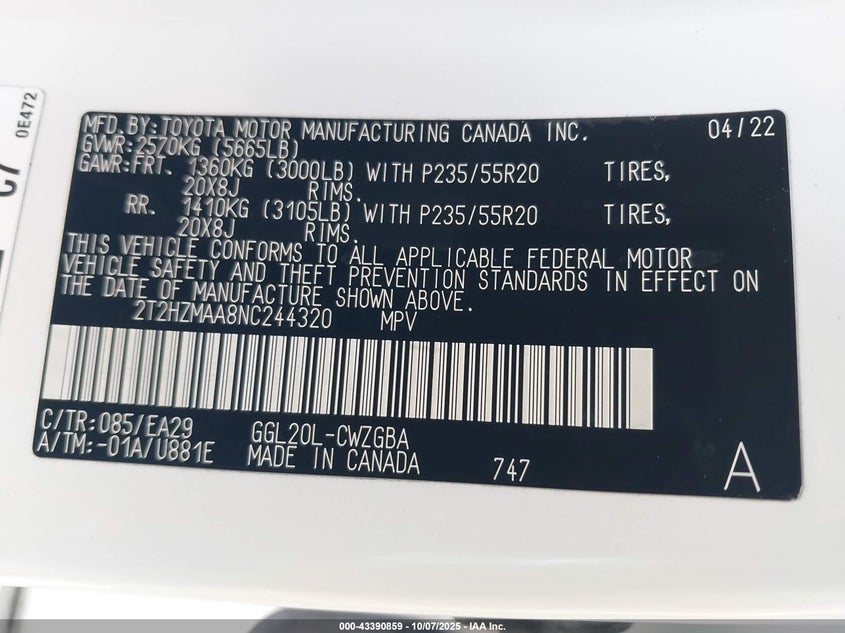 0E472
C7
MFD.BY:TOYOTA MOTOR MANUFACTURING CANADA INC. 04/22
GVWR:2570KG (5665LB)
GAWR:FRT. 1360KG (3000LB) WITH P235/55R20 TIRES,
20X8J RIMS.
RR. 1410KG (3105LB) WITH P235/55R20 TIRES,
20X8J RIMS.
THIS VEHICLE CONFORMS TO ALL APPLICABLE FEDERAL MOTOR
VEHICLE SAFETY AND THEFT PREVENTION STANDARDS IN EFFECT ON
THE DATE OF MANUFACTURE SHOWN ABOVE.
2T2HZMAA8NC244320 MPV
C/TR:085/EA29 GGL20L-CWZGBA
A/TM:-01A/U881E MADE IN CANADA 747 A
000-43390859 - 10/07/2025 - IAA Inc.